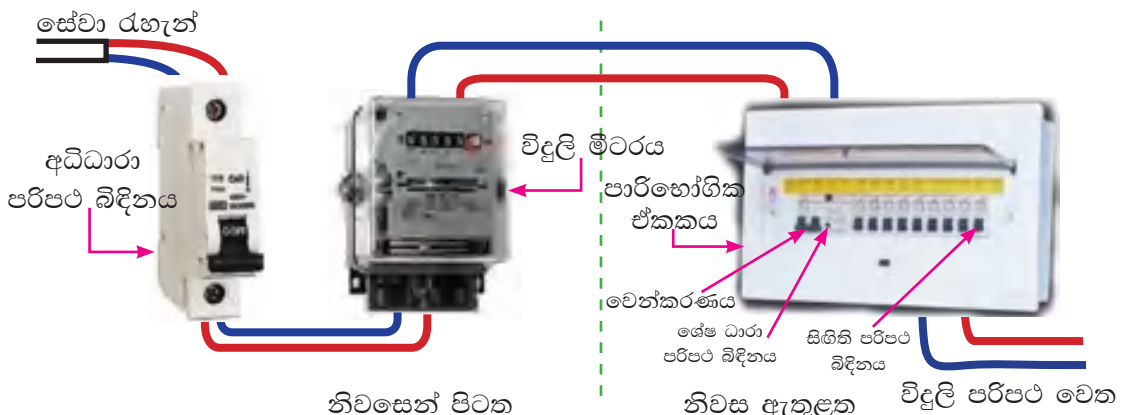 සේවා රැහැන්
අධිධාරා
පරිපථ බිඳිනය
විදුලි මීටරය
පාරිභෝගික
ඒකකය
වෙන්කරණය
ශේෂ ධාරා
පරිපථ බිඳිනය
සිඟිති පරිපථ
බිඳිනය
නිවසෙන් පිටත
නිවස ඇතුළත
විදුලි පරිපථ වෙත